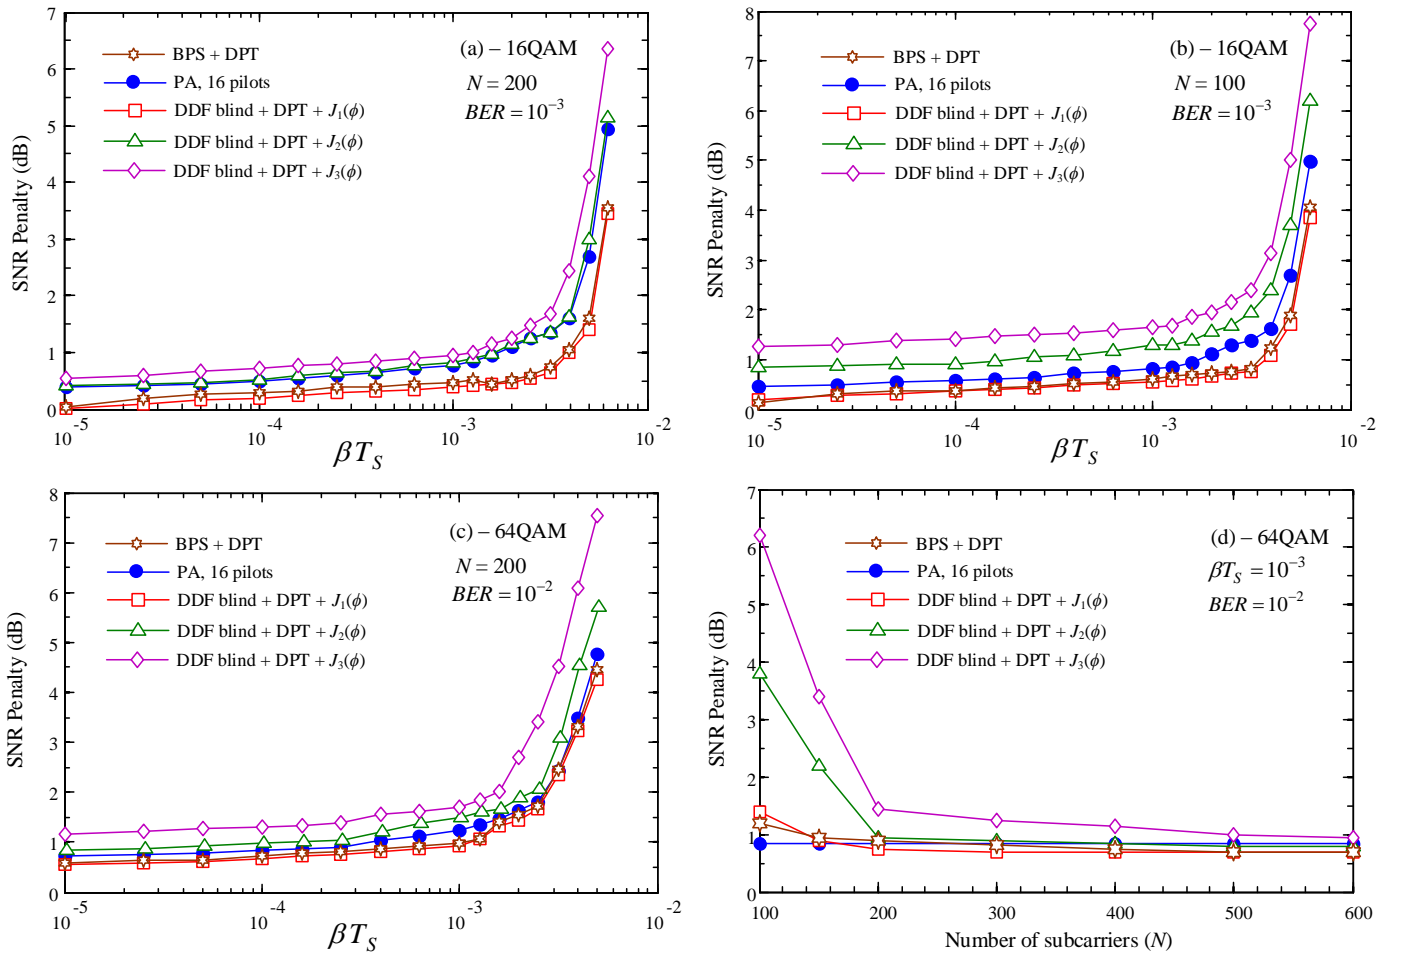 (a) – 16QAM
N = 200
BER = 10⁻³
BPS + DPT
PA, 16 pilots
DDF blind + DPT + J₁(ϕ)
DDF blind + DPT + J₂(ϕ)
DDF blind + DPT + J₃(ϕ)
SNR Penalty (dB)
7
6
5
4
3
2
1
0
10⁻⁵ 10⁻⁴ 10⁻³ 10⁻²
βT_S
(b) – 16QAM
N = 100
BER = 10⁻³
BPS + DPT
PA, 16 pilots
DDF blind + DPT + J₁(ϕ)
DDF blind + DPT + J₂(ϕ)
DDF blind + DPT + J₃(ϕ)
SNR Penalty (dB)
8
7
6
5
4
3
2
1
0
10⁻⁵ 10⁻⁴ 10⁻³ 10⁻²
βT_S
(c) – 64QAM
N = 200
BER = 10⁻²
BPS + DPT
PA, 16 pilots
DDF blind + DPT + J₁(ϕ)
DDF blind + DPT + J₂(ϕ)
DDF blind + DPT + J₃(ϕ)
SNR Penalty (dB)
8
7
6
5
4
3
2
1
0
10⁻⁵ 10⁻⁴ 10⁻³ 10⁻²
βT_S
(d) – 64QAM
βT_S = 10⁻³
BER = 10⁻²
BPS + DPT
PA, 16 pilots
DDF blind + DPT + J₁(ϕ)
DDF blind + DPT + J₂(ϕ)
DDF blind + DPT + J₃(ϕ)
SNR Penalty (dB)
7
6
5
4
3
2
1
0
100 200 300 400 500 600
Number of subcarriers (N)